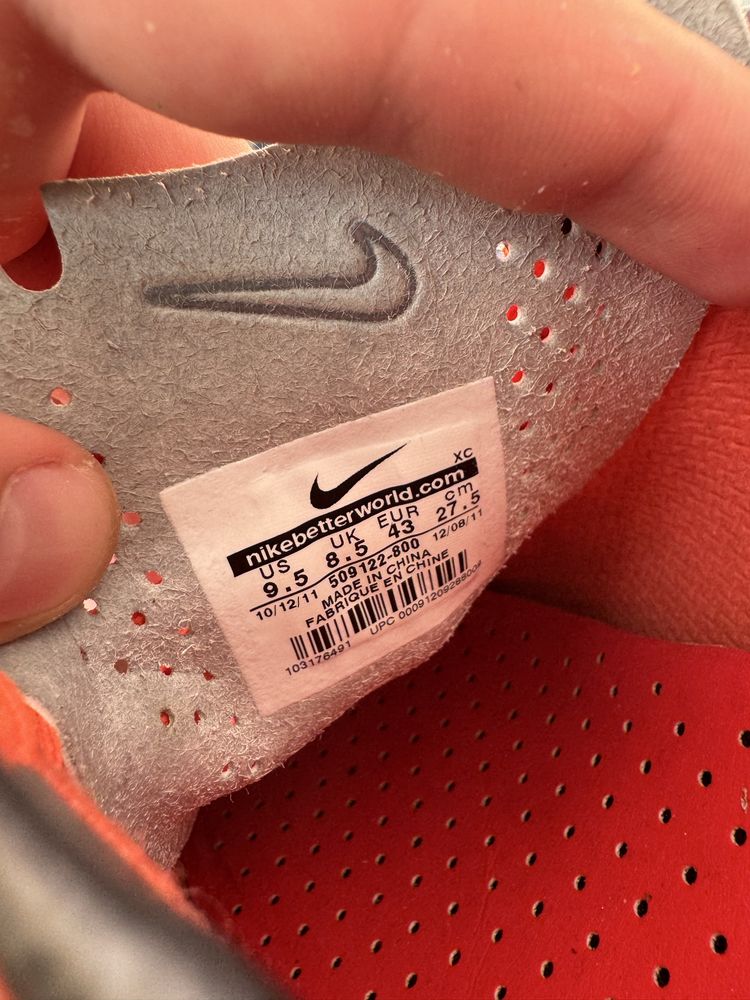 XC
nikebetterworld.com
US UK EUR cm
9.5 8.5 43 27.5
10/12/11 509122-800 12/08/11
MADE IN CHINA
FABRIQUE EN CHINE
103176491 UPC